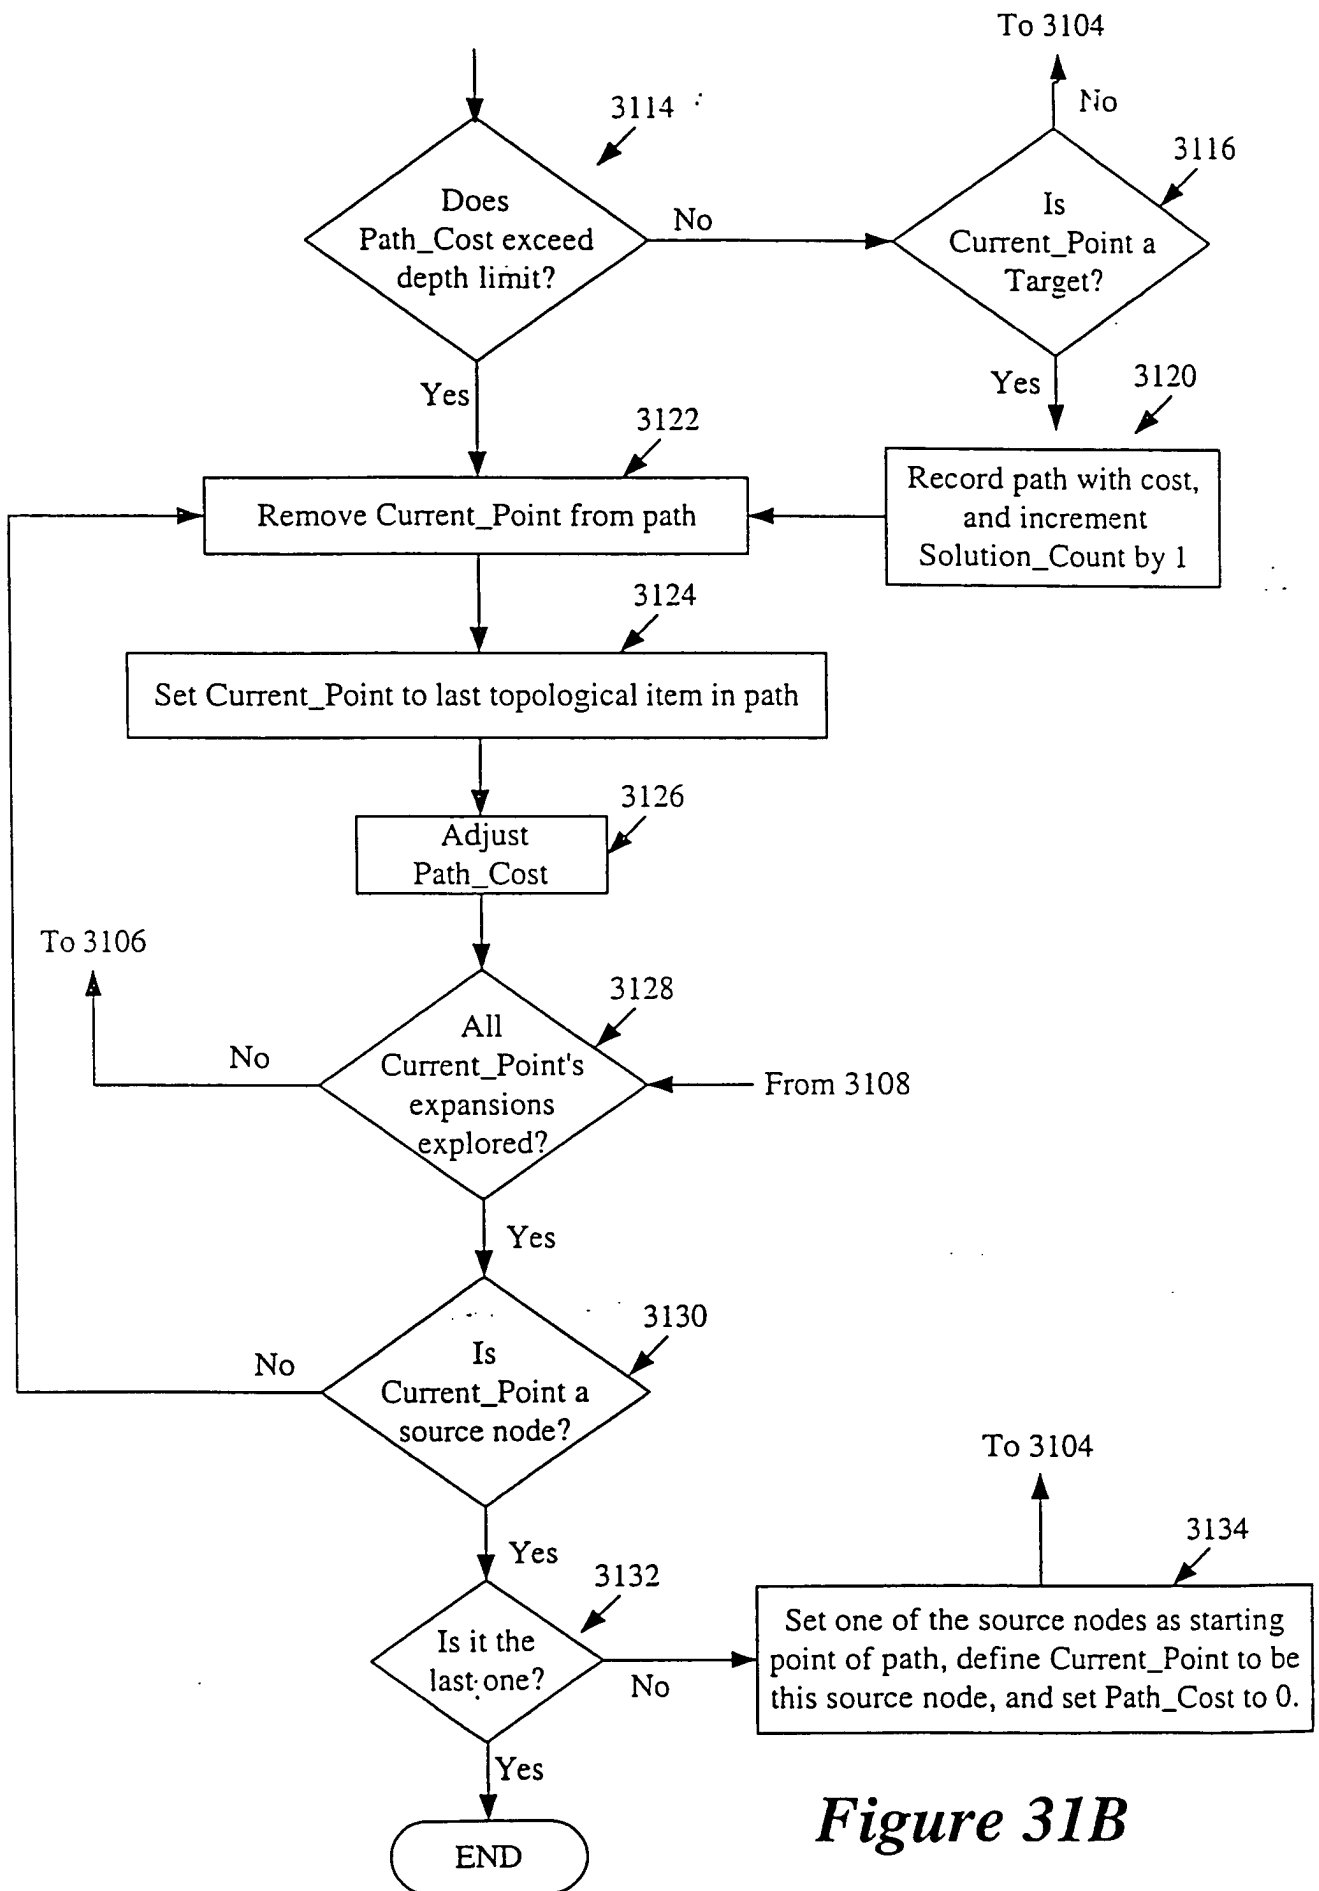 To 3104
No
3114
3116
Does
Path_Cost exceed
depth limit?
No
Is
Current_Point a
Target?
Yes
Yes
3120
3122
Remove Current_Point from path
Record path with cost,
and increment
Solution_Count by 1
3124
Set Current_Point to last topological item in path
3126
Adjust
Path_Cost
To 3106
3128
All
Current_Point's
expansions
explored?
No
From 3108
Yes
3130
Is
Current_Point a
source node?
No
To 3104
Yes
3132
3134
Is it the
last one?
No
Set one of the source nodes as starting
point of path, define Current_Point to be
this source node, and set Path_Cost to 0.
Yes
END
Figure 31B